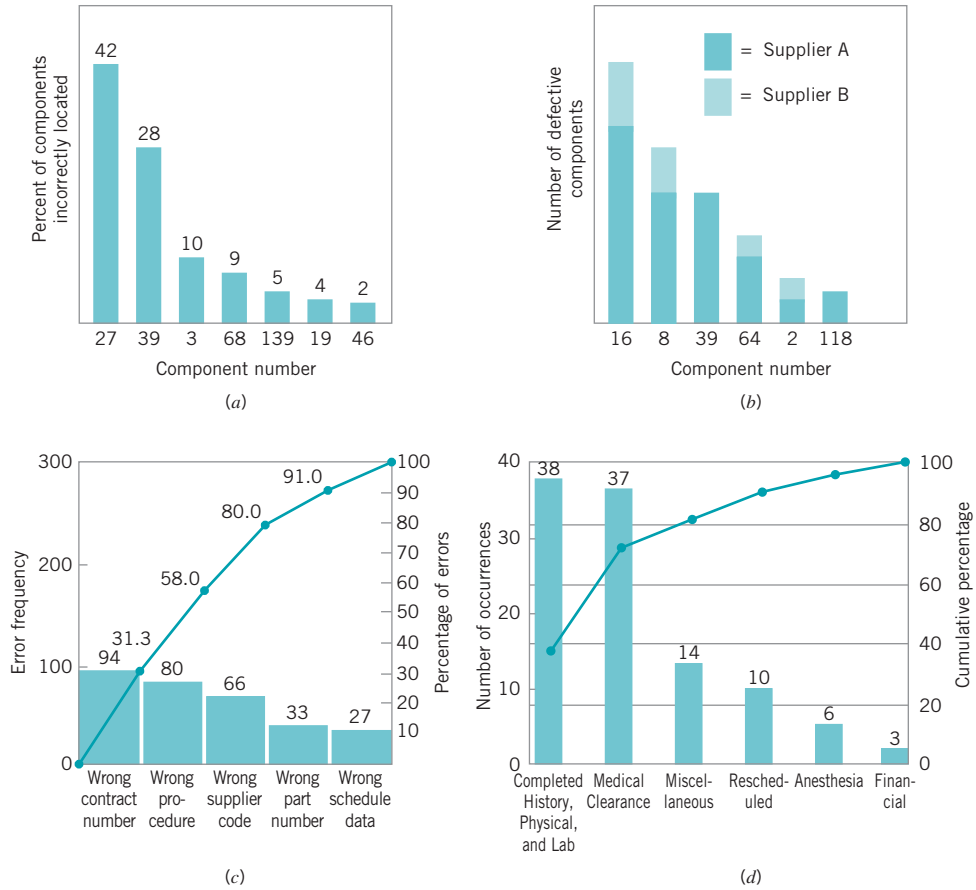 Percent of components
incorrectly located
42
28
10
9
5
4
2
27 39 3 68 139 19 46
Component number
(a)
Number of defective
components
= Supplier A
= Supplier B
16 8 39 64 2 118
Component number
(b)
Error frequency
300
200
100
0
94
80
66
33
27
31.3
58.0
80.0
91.0
100
90
80
70
60
50
40
30
20
10
Percentage of errors
Wrong
contract
number
Wrong
pro-
cedure
Wrong
supplier
code
Wrong
part
number
Wrong
schedule
data
(c)
Number of occurrences
40
30
20
10
0
38
37
14
10
6
3
100
80
60
40
20
0
Cumulative percentage
Completed
History,
Physical,
and Lab
Medical
Clearance
Miscel-
laneous
Resched-
uled
Anesthesia
Finan-
cial
(d)